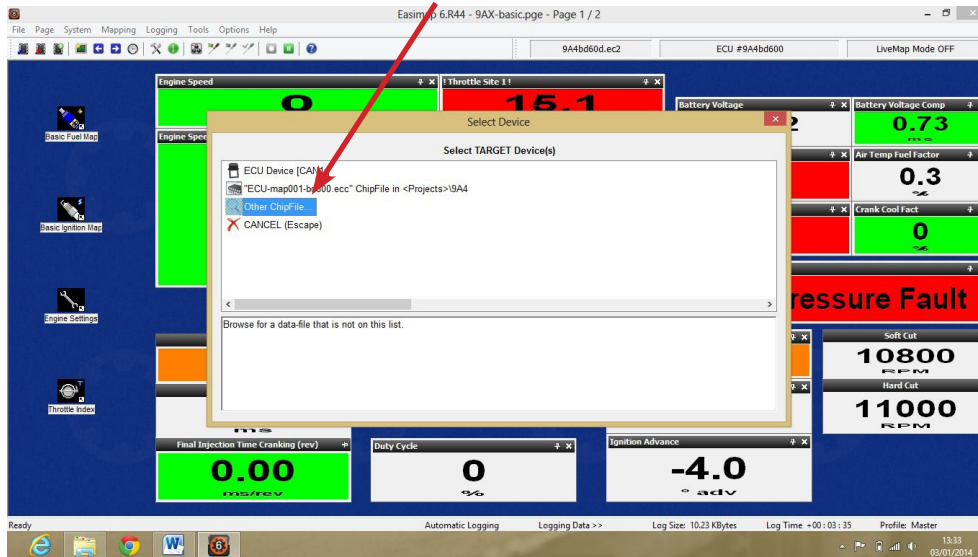 Easimap 6.R44 - 9AX-basic.pge - Page 1 / 2
File Page System Mapping Logging Tools Options Help
9A4bd60d.ec2 ECU #9A4bd600 LiveMap Mode OFF
Engine Speed
0
! Throttle Site 1 !
15.1
Battery Voltage
Battery Voltage Comp
0.73
ms
Basic Fuel Map
Select Device
Select TARGET Device(s)
ECU Device
"ECU-map001- ChipFile in <Projects>\9A4
Other ChipFile...
CANCEL (Escape)
Browse for a data-file that is not on this list.
Air Temp Fuel Factor
0.3
%
Basic Ignition Map
Crank Cool Fact
0
%
Fault
Engine Settings
Soft Cut
10800
RPM
Hard Cut
11000
RPM
Throttle Index
ms
Final Injection Time Cranking (rev)
0.00
ms/rev
Duty Cycle
0
%
Ignition Advance
-4.0
° adv
Ready Automatic Logging Logging Data >> Log Size: 10.23 KBytes Log Time +00 : 03 : 35 Profile: Master
13:33
03/01/2014